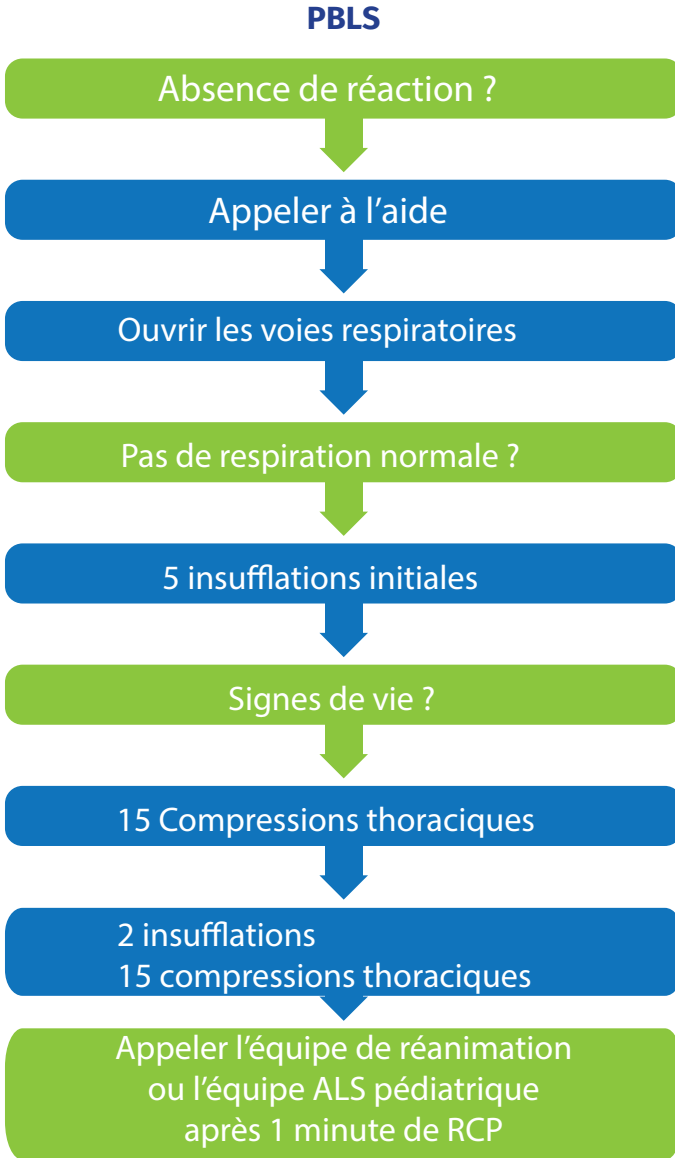 PBLS
Absence de réaction ?
Appeler à l’aide
Ouvrir les voies respiratoires
Pas de respiration normale ?
5 insufflations initiales
Signes de vie ?
15 Compressions thoraciques
2 insufflations
15 compressions thoraciques
Appeler l’équipe de réanimation
ou l’équipe ALS pédiatrique
après 1 minute de RCP